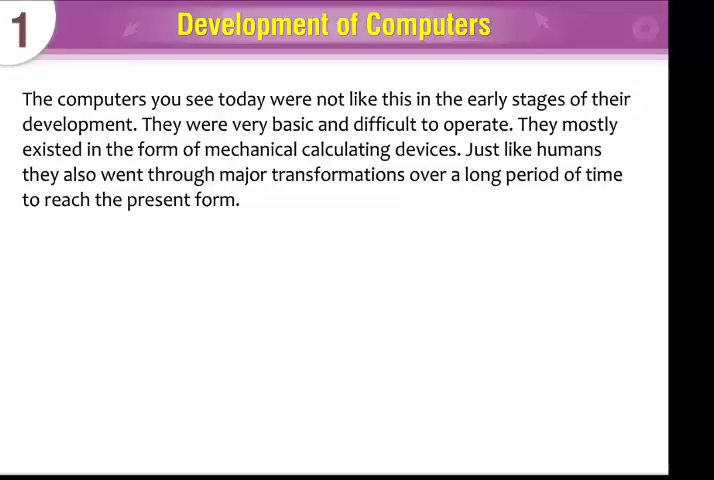 1
Development of Computers
The computers you see today were not like this in the early stages of their
development. They were very basic and difficult to operate. They mostly
existed in the form of mechanical calculating devices. Just like humans
they also went through major transformations over a long period of time
to reach the present form.